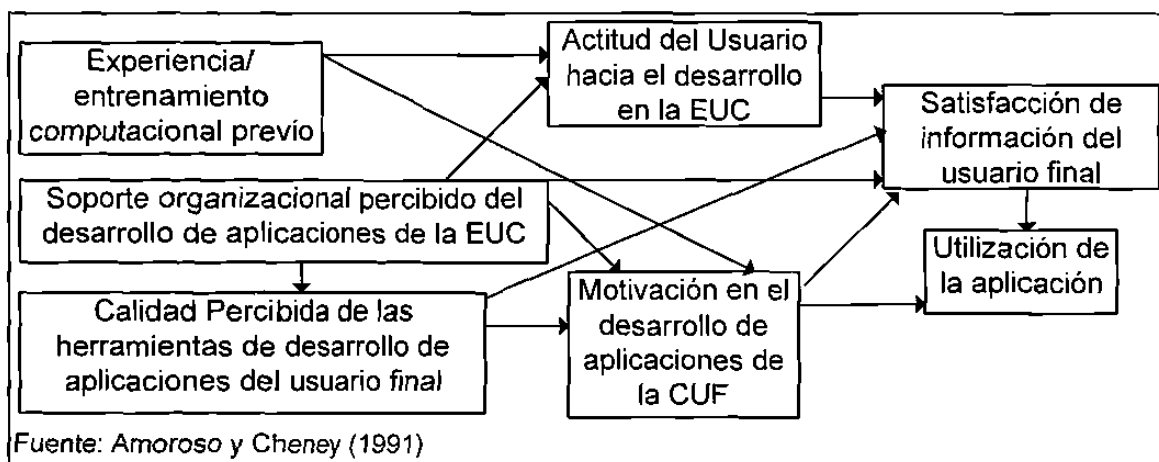 Experiencia/
entrenamiento
computacional previo
Soporte organizacional percibido del
desarrollo de aplicaciones de la EUC
Calidad Percibida de las
herramientas de desarrollo de
aplicaciones del usuario final
Actitud del Usuario
hacia el desarrollo
en la EUC
Motivación en el
desarrollo de
aplicaciones de
la CUF
Satisfacción de
información del
usuario final
Utilización de
la aplicación
Fuente: Amoroso y Cheney (1991)